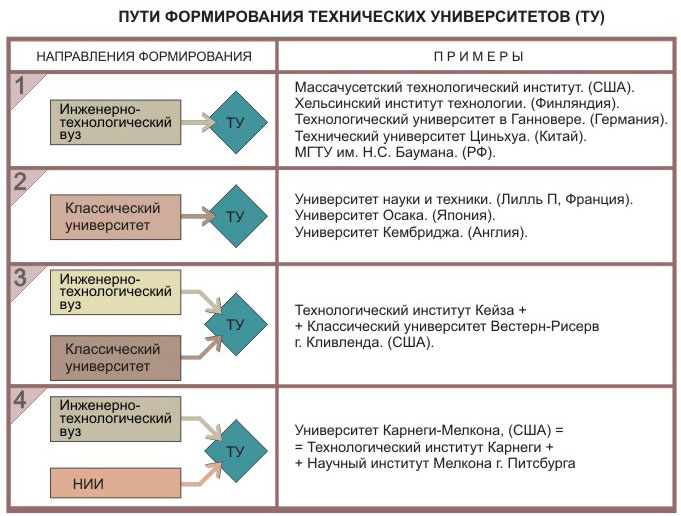 ПУТИ ФОРМИРОВАНИЯ ТЕХНИЧЕСКИХ УНИВЕРСИТЕТОВ (ТУ)
НАПРАВЛЕНИЯ ФОРМИРОВАНИЯ
ПРИМЕРЫ
1
Инженерно-
технологический
вуз
ТУ
Массачусетский технологический институт. (США).
Хельсинский институт технологии. (Финляндия).
Технологический университет в Ганновере. (Германия).
Технический университет Циньхуа. (Китай).
МГТУ им. Н.С. Баумана. (РФ).
2
Классический
университет
ТУ
Университет науки и техники. (Лилль П, Франция).
Университет Осака. (Япония).
Университет Кембриджа. (Англия).
3
Инженерно-
технологический
вуз
Классический
университет
ТУ
Технологический институт Кейза +
+ Классический университет Вестерн-Рисерв
г. Кливленда. (США).
4
Инженерно-
технологический
вуз
НИИ
ТУ
Университет Карнеги-Мелкона, (США) =
= Технологический институт Карнеги +
+ Научный институт Мелкона г. Питсбурга